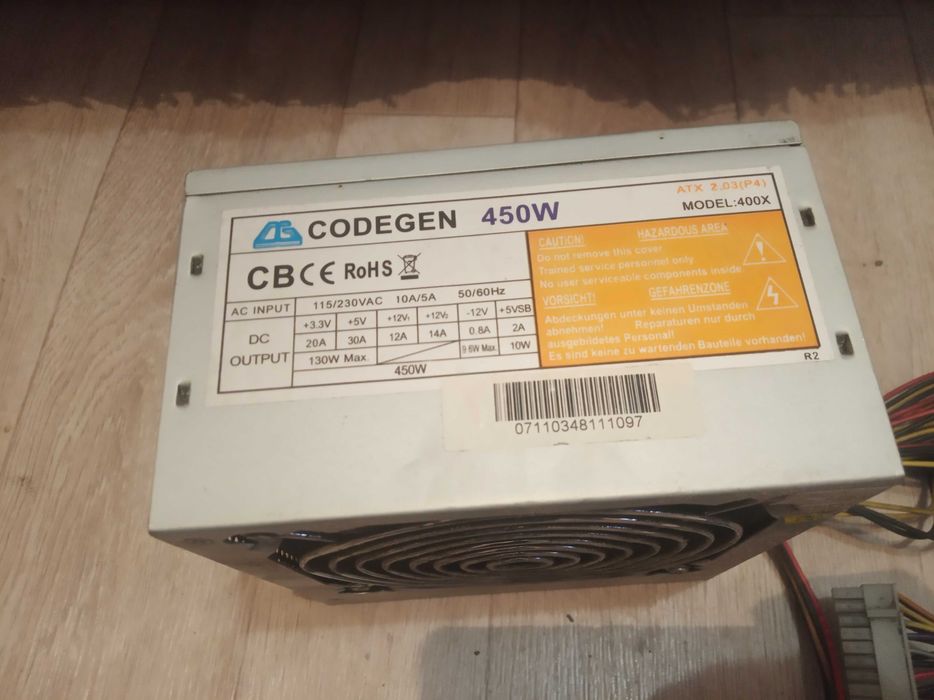 ATX 2.03(P4)
CODEGEN 450W
MODEL:400X
CB CE RoHS
AC INPUT 115/230VAC 10A/5A 50/60Hz
DC OUTPUT
+3.3V +5V +12V1 +12V2 -12V +5VSB
20A 30A 12A 14A 0.8A 2A
130W Max. 9.6W Max. 10W
450W
CAUTION! HAZARDOUS AREA
Do not remove this cover
Trained service personnel only
No user serviceable components inside
VORSICHT! GEFAHRENZONE
Abdeckungen unter keinen Umständen
abnehmen! Reparaturen nur durch
ausgebildetes Personal!
Es sind keine zu wartenden Bauteile vorhanden!
R2
07110348111097